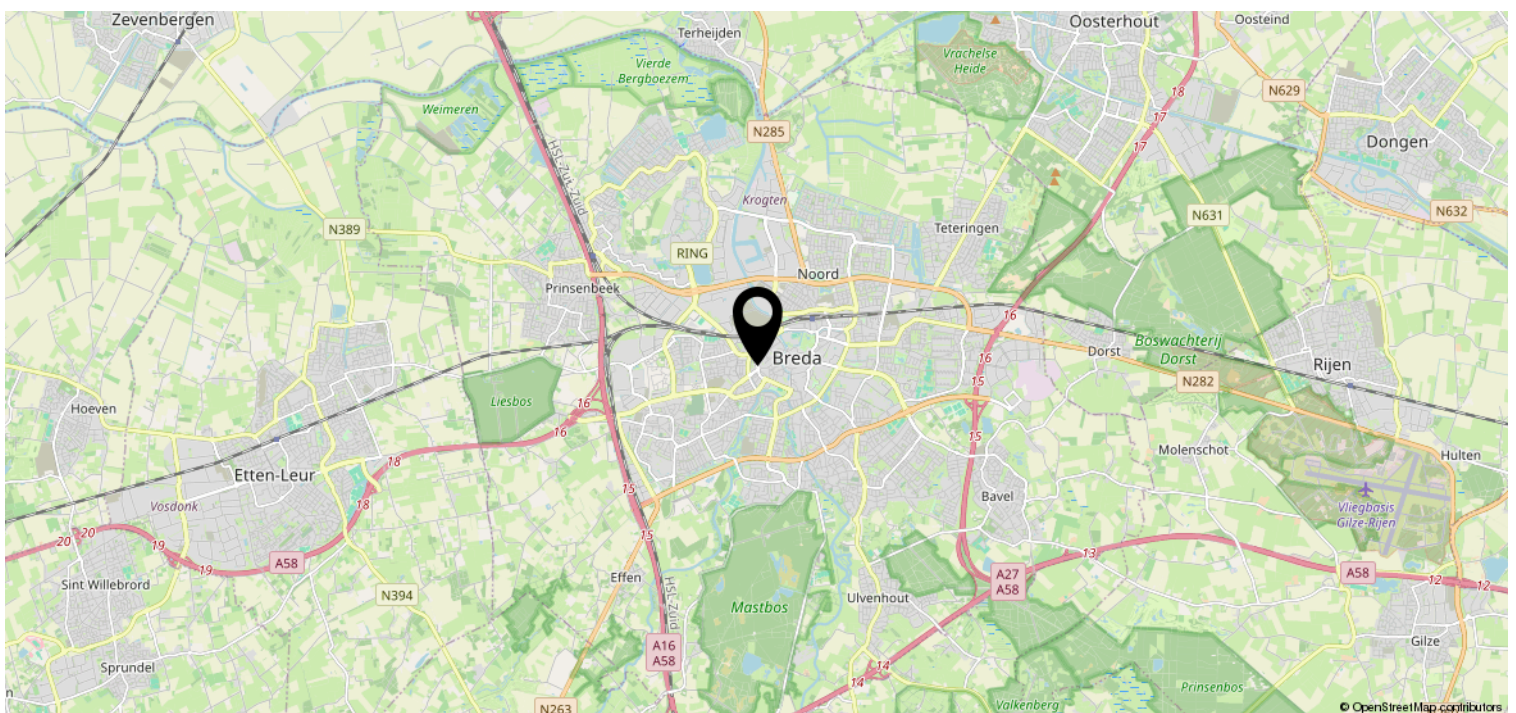 Zevenbergen
Terheijden
Oosterhout
Oosteind
Vierde
Bergboezem
Vrachelse
Heide
Weimeren
18
N629
17
N285
17
Dongen
HSL-Zuid
Krogten
N389
Teteringen
N631
N632
RING
Noord
Prinsenbeek
16
Breda
Dorst
Boswachterij
Dorst
Rijen
16
15
N282
Liesbos
16
Hoeven
16
15
Molenschot
Hulten
18
Etten-Leur
15
Bavel
18
Vosdonk
Vliegbasis
Gilze-Rijen
20
20
15
19
13
A58
19
Effen
A27
A58
A58
12
12
Sint Willebrord
HSL-Zuid
N394
Mastbos
Ulvenhout
A16
A58
Gilze
Sprundel
14
14
Prinsenbos
n
N263
Valkenberg
© OpenStreetMap contributors